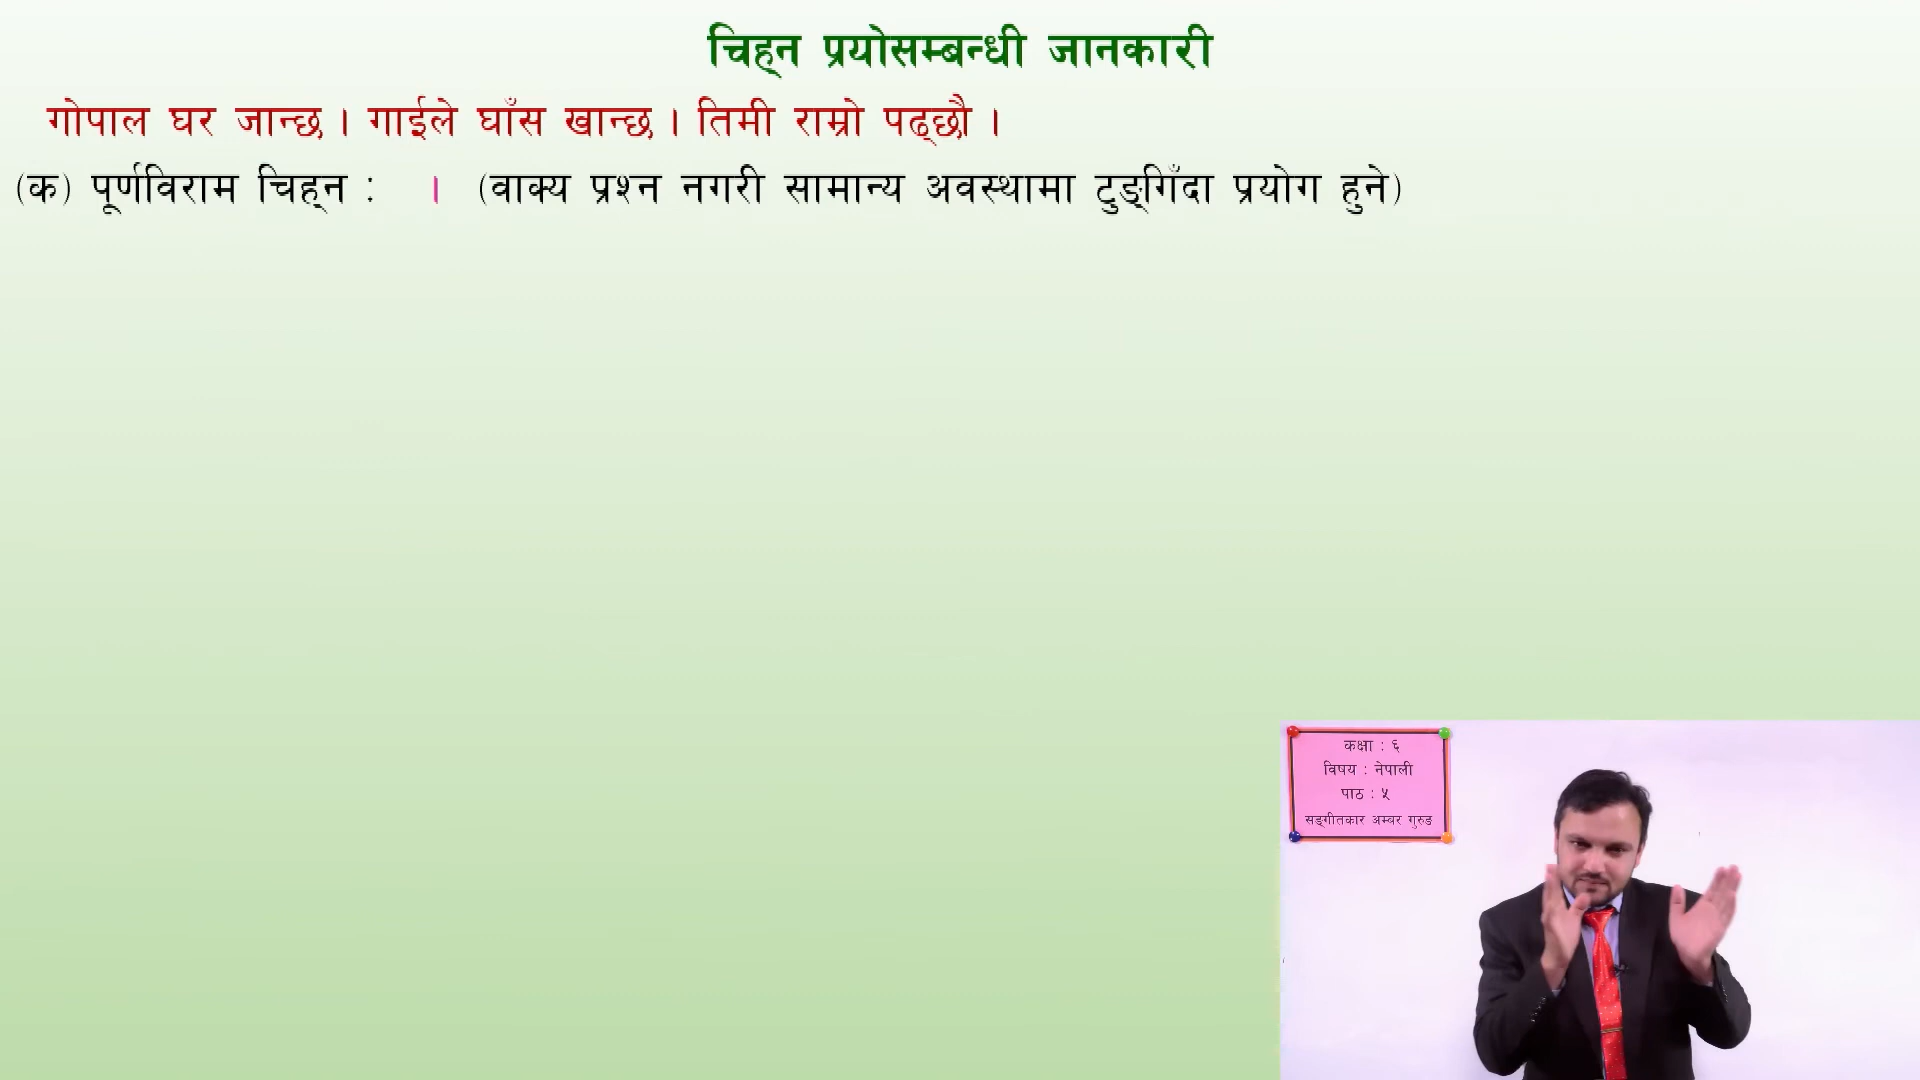 चिह्न प्रयोसम्बन्धी जानकारी
गोपाल घर जान्छ । गाईले घाँस खान्छ । तिमी राम्रो पढ्छौ ।
(क) पूर्णविराम चिह्न : । (वाक्य प्रश्न नगरी सामान्य अवस्थामा टुङ्गिँदा प्रयोग हुने)
कक्षा : ६
विषय : नेपाली
पाठ : ५
सङ्गीतकार अम्बर गुरुङ